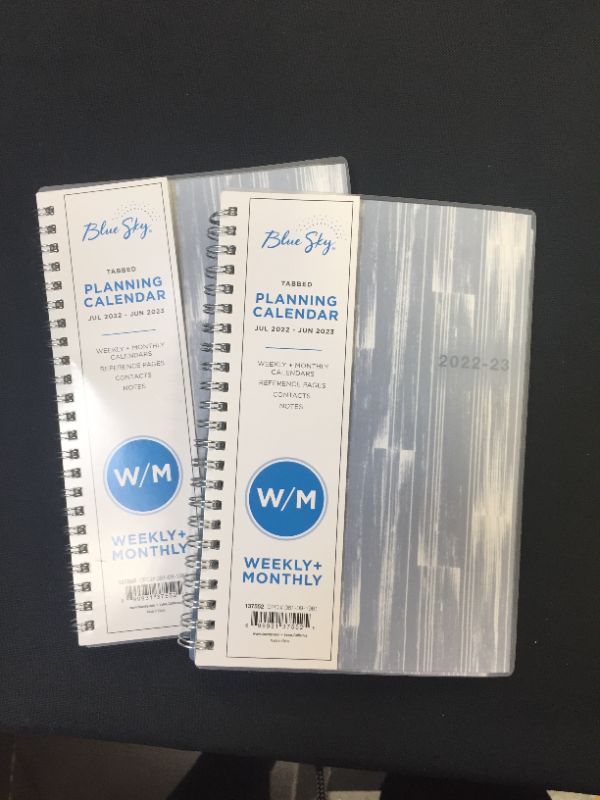 Blue Sky
TABBED
PLANNING
CALENDAR
JUL 2022 - JUN 2023
WEEKLY + MONTHLY
CALENDARS
REFERENCE PAGES
CONTACTS
NOTES
W/M
WEEKLY+
MONTHLY
Blue Sky
TABBED
PLANNING
CALENDAR
JUL 2022 - JUN 2023
WEEKLY + MONTHLY
CALENDARS
REFERENCE PAGES
CONTACTS
NOTES
W/M
WEEKLY+
MONTHLY
137552
2022-23